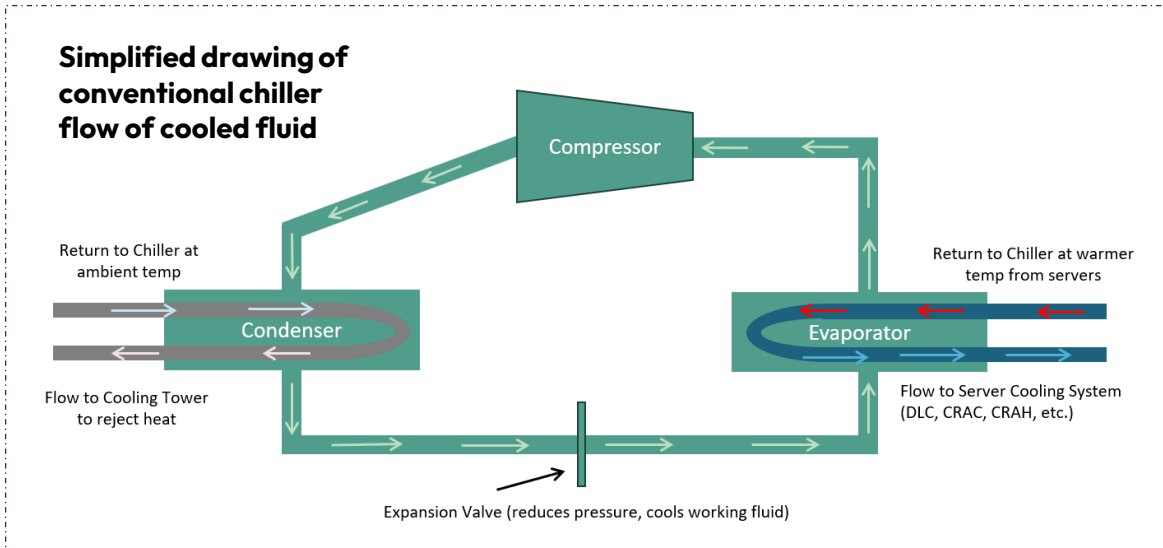 Simplified drawing of
conventional chiller
flow of cooled fluid
Compressor
Return to Chiller at
ambient temp
Return to Chiller at warmer
temp from servers
Condenser
Evaporator
Flow to Cooling Tower
to reject heat
Flow to Server Cooling System
(DLC, CRAC, CRAH, etc.)
Expansion Valve (reduces pressure, cools working fluid)